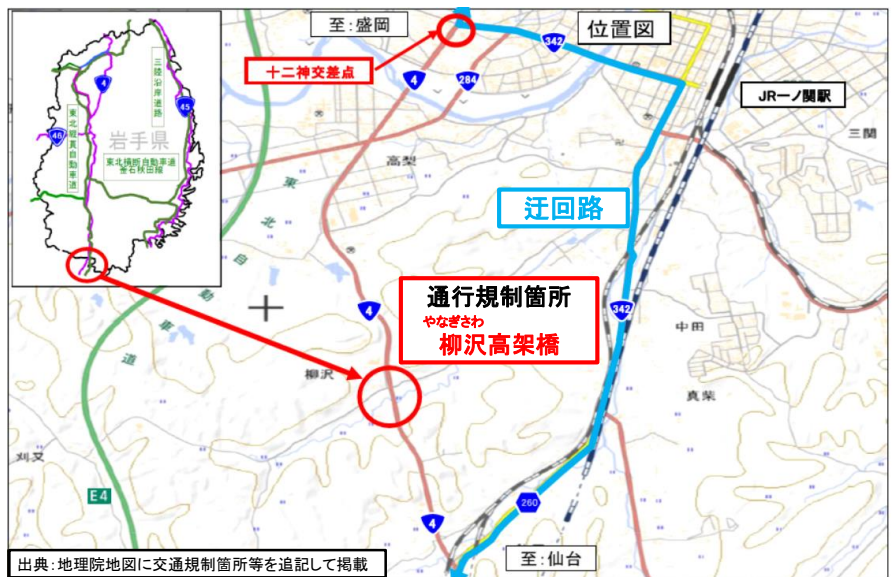 至:盛岡
342
位置図
十二神交差点
4
284
JR一ノ関駅
三関
4
三陸沿岸道路
45
46
東北縦貫自動車道
岩手県
東北横断自動車道
釜石秋田線
高梨
東北自動車道
迂回路
通行規制箇所
やなぎさわ
柳沢高架橋
4
342
中田
柳沢
真柴
刈又
E4
260
4
至:仙台
出典:地理院地図に交通規制箇所等を追記して掲載